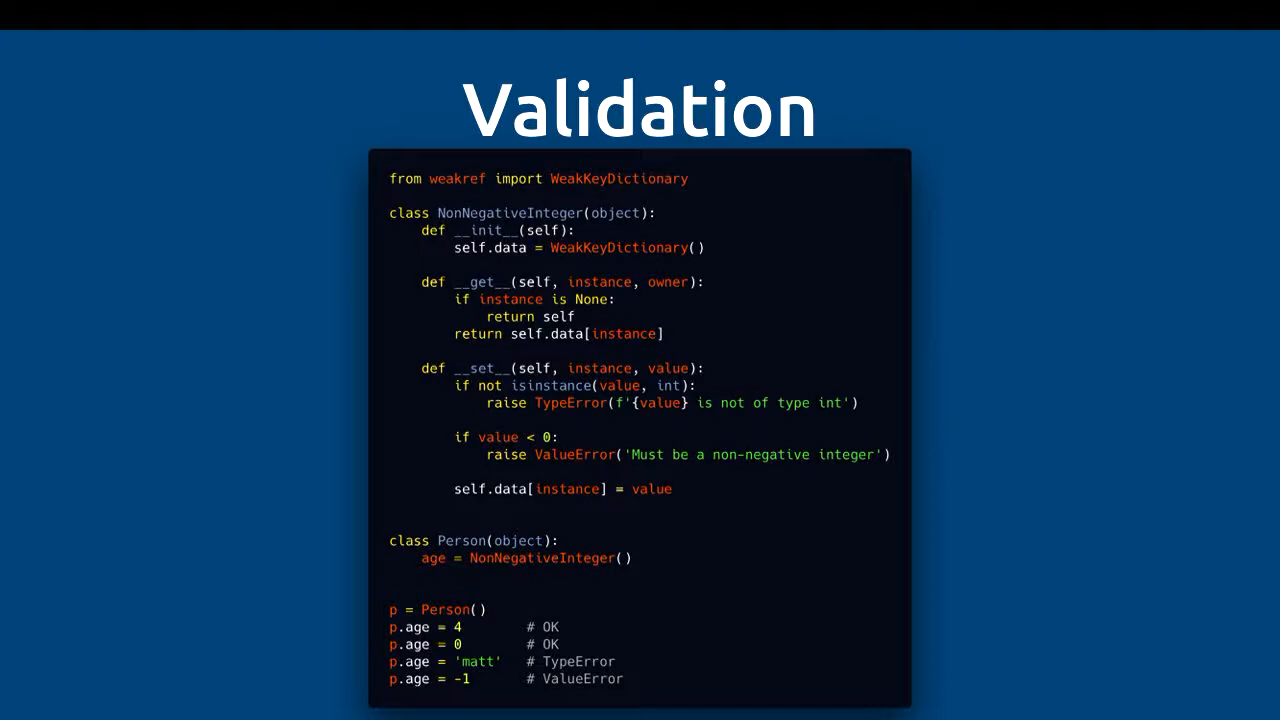 Validation
from weakref import WeakKeyDictionary
class NonNegativeInteger(object):
    def __init__(self):
        self.data = WeakKeyDictionary()
    def __get__(self, instance, owner):
        if instance is None:
            return self
        return self.data[instance]
    def __set__(self, instance, value):
        if not isinstance(value, int):
            raise TypeError(f'{value} is not of type int')
        if value < 0:
            raise ValueError('Must be a non-negative integer')
        self.data[instance] = value
class Person(object):
    age = NonNegativeInteger()
p = Person()
p.age = 4        # OK
p.age = 0        # OK
p.age = 'matt'   # TypeError
p.age = -1       # ValueError